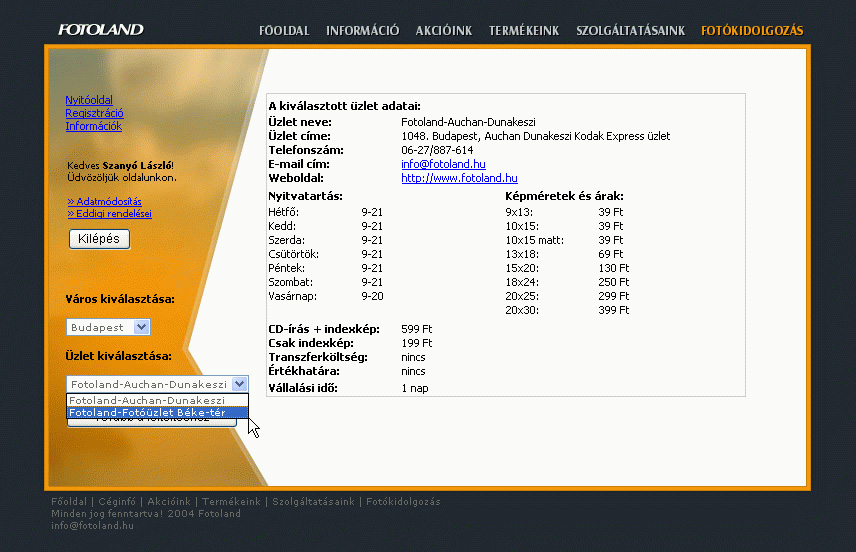 FOTOLAND
FŐOLDAL INFORMÁCIÓ AKCIÓINK TERMÉKEINK SZOLGÁLTATÁSAINK FOTÓKIDOLGOZÁS
Nyitóoldal
Regisztráció
Információk
Kedves Szanyó László!
Üdvözöljük oldalunkon.
» Adatmódosítás
» Eddigi rendelései
Kilépés
Város kiválasztása:
Budapest
Üzlet kiválasztása:
Fotoland-Auchan-Dunakeszi
Fotoland-Auchan-Dunakeszi
Fotoland-Fotóüzlet Béke-tér
A kiválasztott üzlet adatai:
Üzlet neve: Fotoland-Auchan-Dunakeszi
Üzlet címe: 1048. Budapest, Auchan Dunakeszi Kodak Express üzlet
Telefonszám: 06-27/887-614
E-mail cím: info@fotoland.hu
Weboldal: http://www.fotoland.hu
Nyitvatartás: Képméretek és árak:
Hétfő: 9-21 9x13: 39 Ft
Kedd: 9-21 10x15: 39 Ft
Szerda: 9-21 10x15 matt: 39 Ft
Csütörtök: 9-21 13x18: 69 Ft
Péntek: 9-21 15x20: 130 Ft
Szombat: 9-21 18x24: 250 Ft
Vasárnap: 9-20 20x25: 299 Ft
20x30: 399 Ft
CD-írás + indexkép: 599 Ft
Csak indexkép: 199 Ft
Transzferköltség: nincs
Értékhatára: nincs
Vállalási idő: 1 nap
Főoldal | Céginfó | Akcióink | Termékeink | Szolgáltatásaink | Fotókidolgozás
Minden jog fenntartva! 2004 Fotoland
info@fotoland.hu